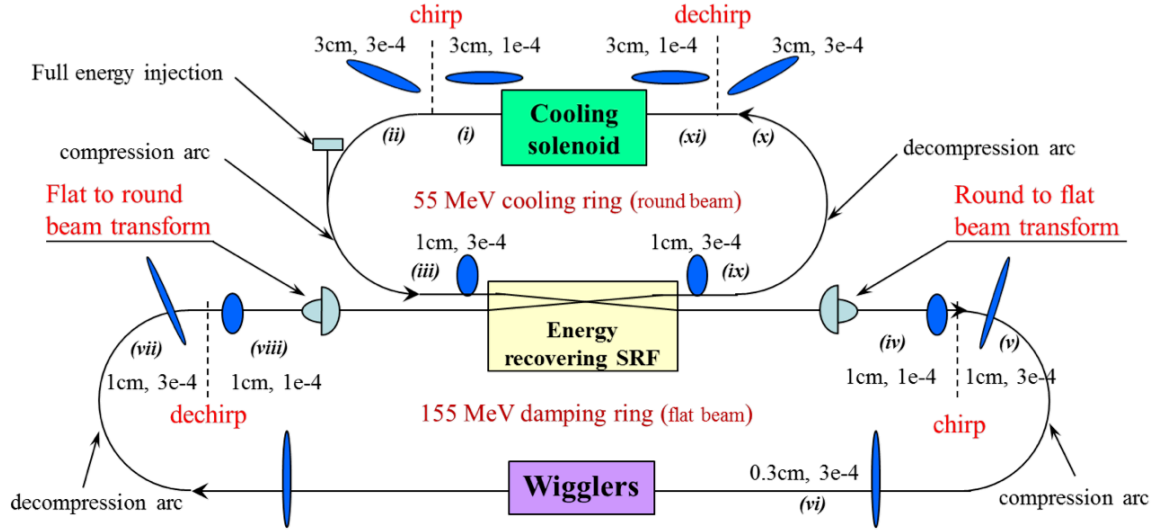 chirp
dechirp
3cm, 3e-4
3cm, 1e-4
3cm, 1e-4
3cm, 3e-4
Full energy injection
Cooling
solenoid
(ii)
(i)
(xi)
(x)
compression arc
decompression arc
Flat to round
beam transform
55 MeV cooling ring (round beam)
Round to flat
beam transform
1cm, 3e-4
1cm, 3e-4
(iii)
(ix)
Energy
recovering SRF
(vii)
(viii)
(iv)
(v)
1cm, 3e-4
1cm, 1e-4
1cm, 1e-4
1cm, 3e-4
dechirp
155 MeV damping ring (flat beam)
chirp
decompression arc
Wigglers
0.3cm, 3e-4
(vi)
compression arc